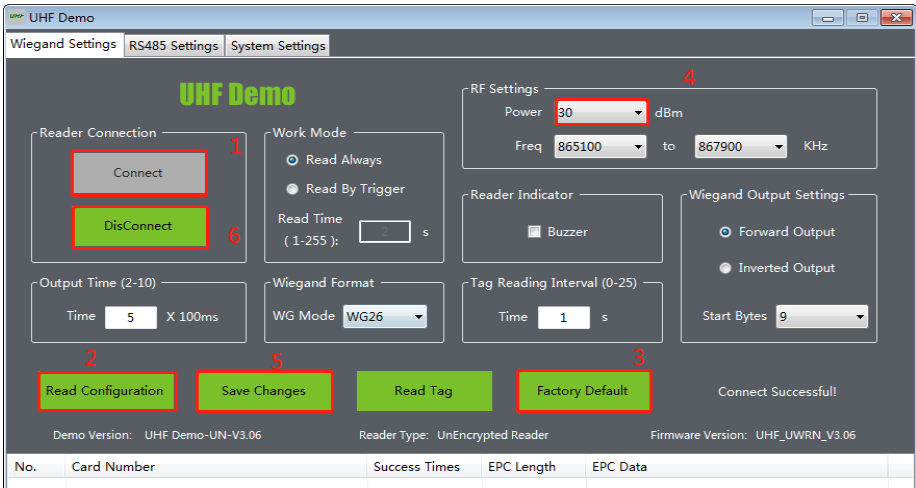 UHF UHF Demo
Wiegand Settings RS485 Settings System Settings
UHF Demo
4
RF Settings
Power 30 dBm
Freq 865100 to 867900 KHz
Reader Connection
1
Connect
DisConnect
6
Work Mode
Read Always
Read By Trigger
Read Time
( 1-255 ): 2 s
Reader Indicator
Buzzer
Wiegand Output Settings
Forward Output
Inverted Output
Start Bytes 9
Output Time (2-10)
Time 5 X 100ms
Wiegand Format
WG Mode WG26
Tag Reading Interval (0-25)
Time 1 s
2 5 3
Read Configuration Save Changes Read Tag Factory Default Connect Successful!
Demo Version: UHF Demo-UN-V3.06 Reader Type: UnEncrypted Reader Firmware Version: UHF_UWRN_V3.06
No. Card Number Success Times EPC Length EPC Data